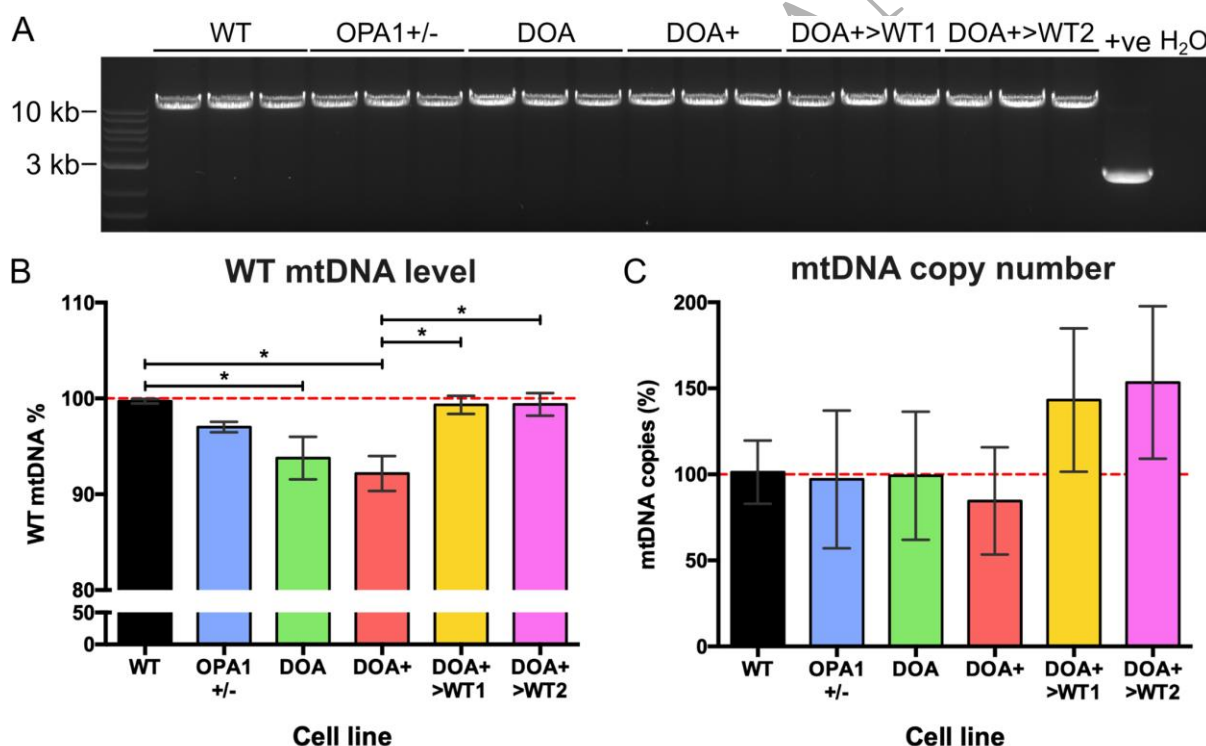 A
WT OPA1+/- DOA DOA+ DOA+>WT1 DOA+>WT2 +ve H₂O
10 kb
3 kb
B
WT mtDNA level
110
100
90
80
50
0
WT mtDNA %
* * * *
WT OPA1 +/- DOA DOA+ DOA+ >WT1 DOA+ >WT2
Cell line
C
mtDNA copy number
200
150
100
50
0
mtDNA copies (%)
WT OPA1 +/- DOA DOA+ DOA+ >WT1 DOA+ >WT2
Cell line